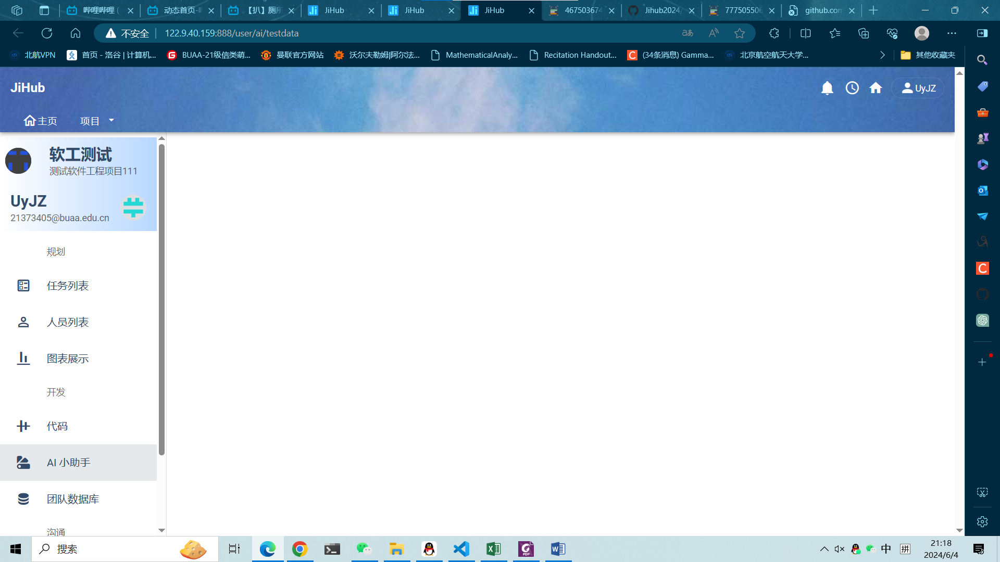 哔哩哔哩 (
动态首页-
【扒】厕所
JiHub
JiHub
JiHub
467503674
Jihub2024/
777505506
github.com
不安全
122.9.40.159:888/user/ai/testdata
北航VPN
首页 - 洛谷 | 计算机...
BUAA-21级信类萌...
曼联官方网站
沃尔夫勒姆|阿尔法...
MathematicalAnaly...
Recitation Handout...
(34条消息) Gamma...
北京航空航天大学...
其他收藏夹
JiHub
UyJZ
主页
项目
软工测试
测试软件工程项目111
UyJZ
21373405@buaa.edu.cn
规划
任务列表
人员列表
图表展示
开发
代码
AI 小助手
团队数据库
沟通
搜索
中
拼
21:18
2024/6/4